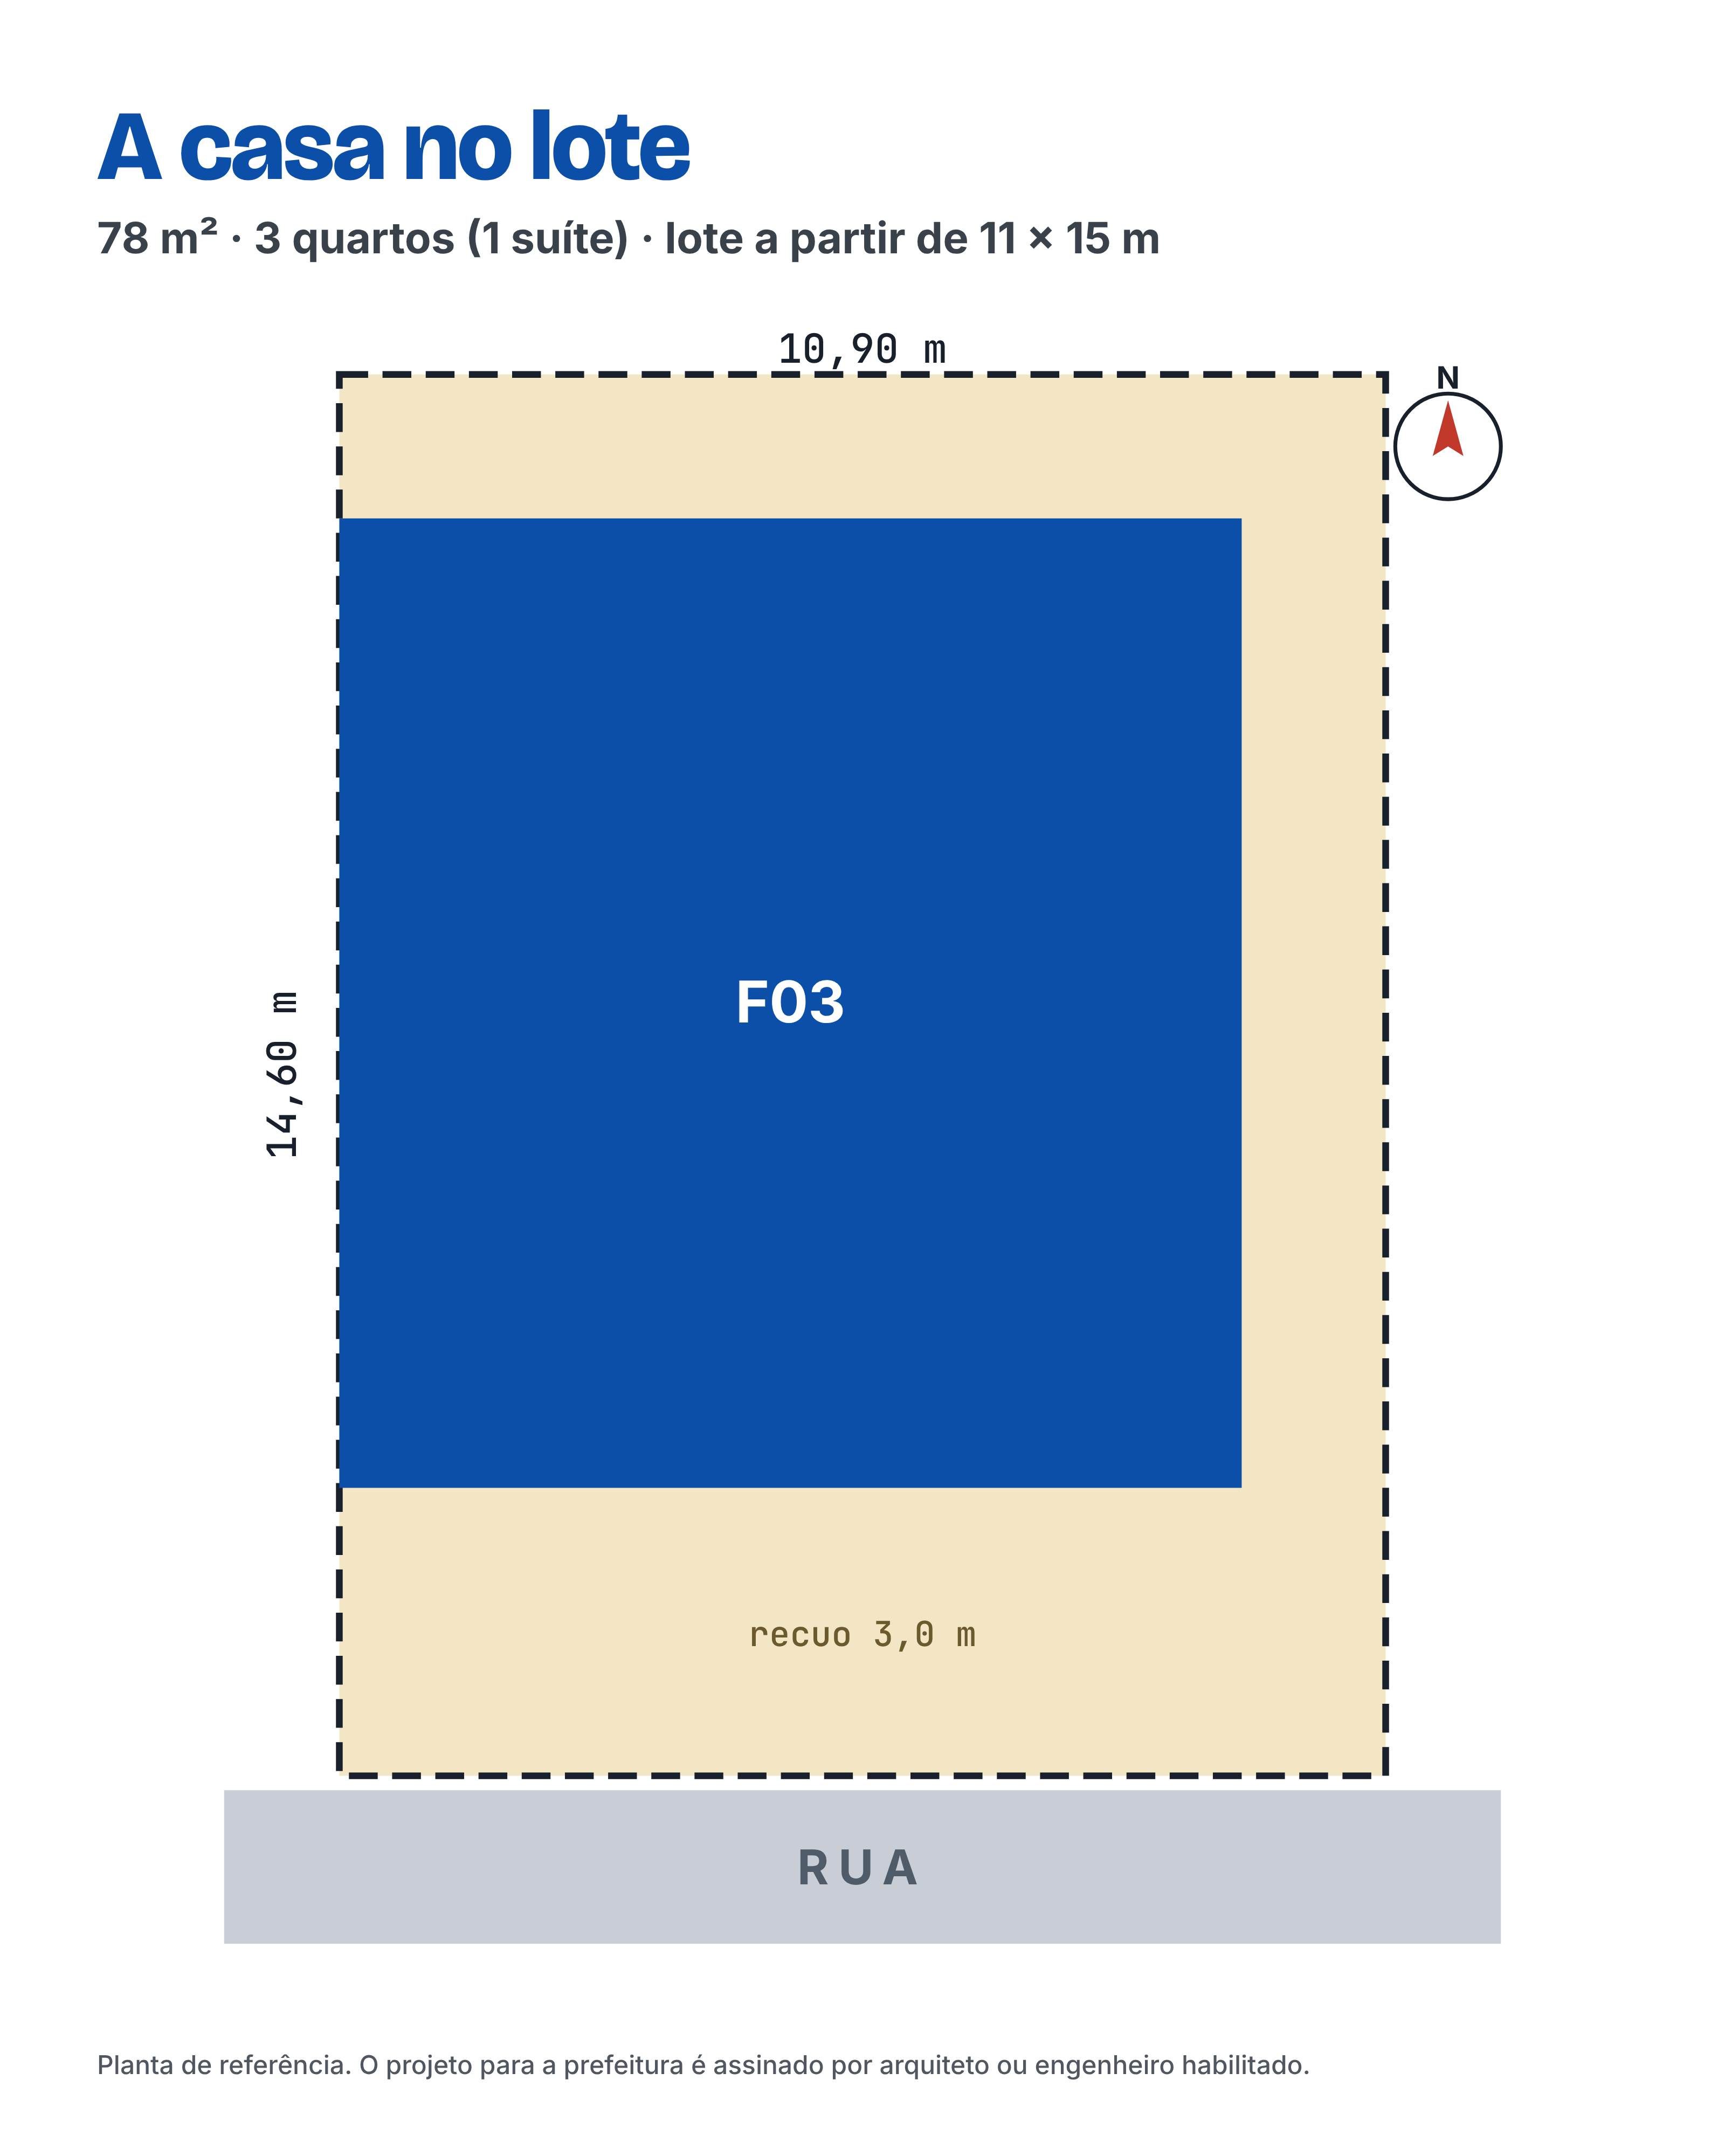 A casa no lote
78 m² · 3 quartos (1 suíte) · lote a partir de 11 × 15 m
10,90 m
N
F03
14,60 m
recuo 3,0 m
RUA
Planta de referência. O projeto para a prefeitura é assinado por arquiteto ou engenheiro habilitado.